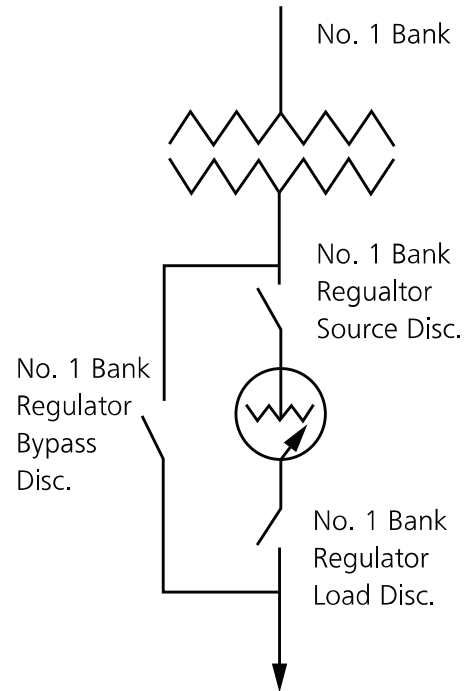 No. 1 Bank
No. 1 Bank
Regualtor
Source Disc.
No. 1 Bank
Regulator
Bypass
Disc.
No. 1 Bank
Regulator
Load Disc.